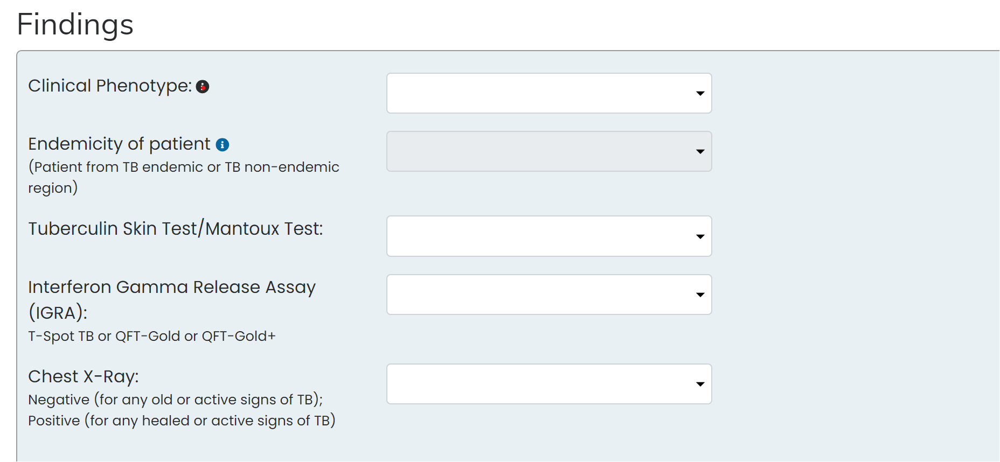 Findings
Clinical Phenotype:
Endemicity of patient
(Patient from TB endemic or TB non-endemic
region)
Tuberculin Skin Test/Mantoux Test:
Interferon Gamma Release Assay
(IGRA):
T-Spot TB or QFT-Gold or QFT-Gold+
Chest X-Ray:
Negative (for any old or active signs of TB);
Positive (for any healed or active signs of TB)